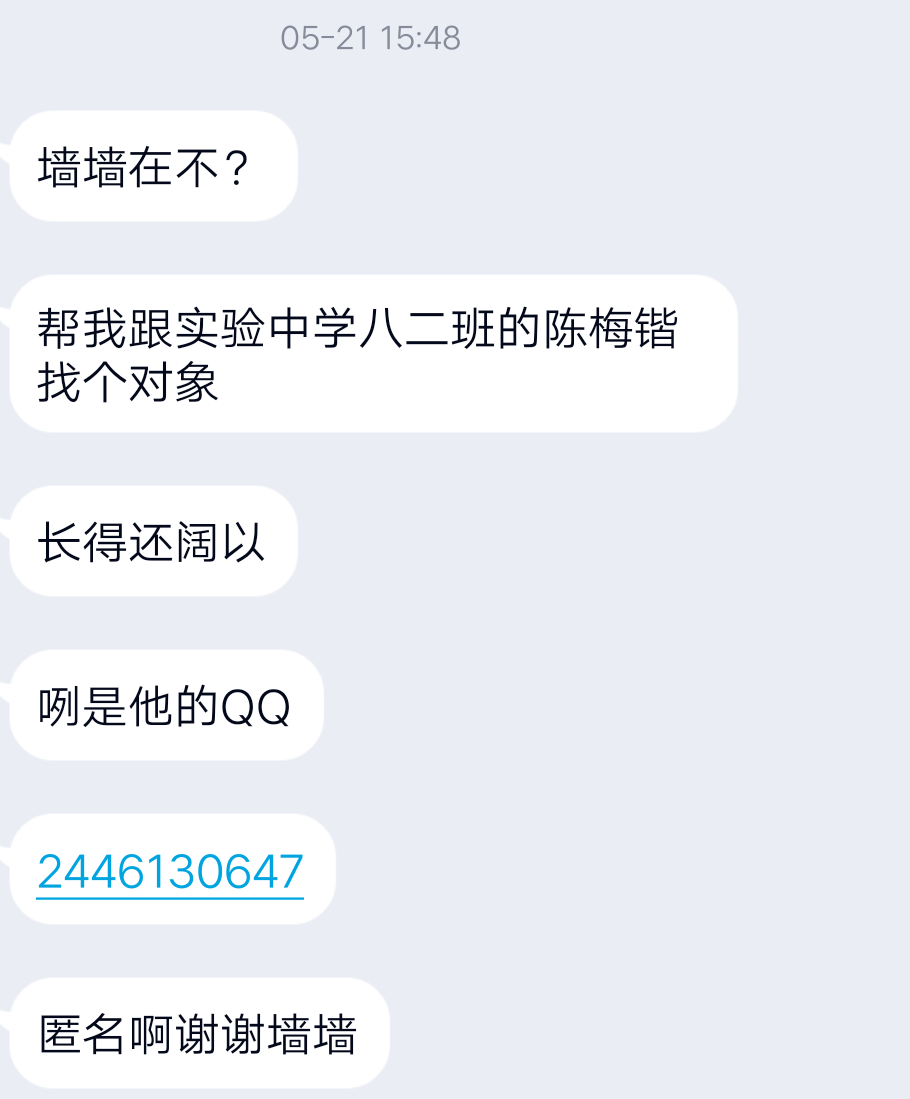 05-21 15:48
墙墙在不？
帮我跟实验中学八二班的陈梅锴
找个对象
长得还阔以
咧是他的QQ
2446130647
匿名啊谢谢墙墙